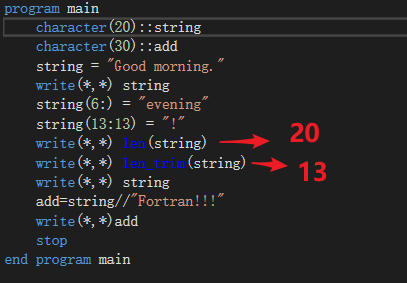 program main
character(20)::string
character(30)::add
string = "Good morning."
write(*,*) string
string(6:) = "evening"
string(13:13) = "!"
write(*,*) len(string) 20
write(*,*) len_trim(string) 13
write(*,*) string
add=string//"Fortran!!!"
write(*,*)add
stop
end program main